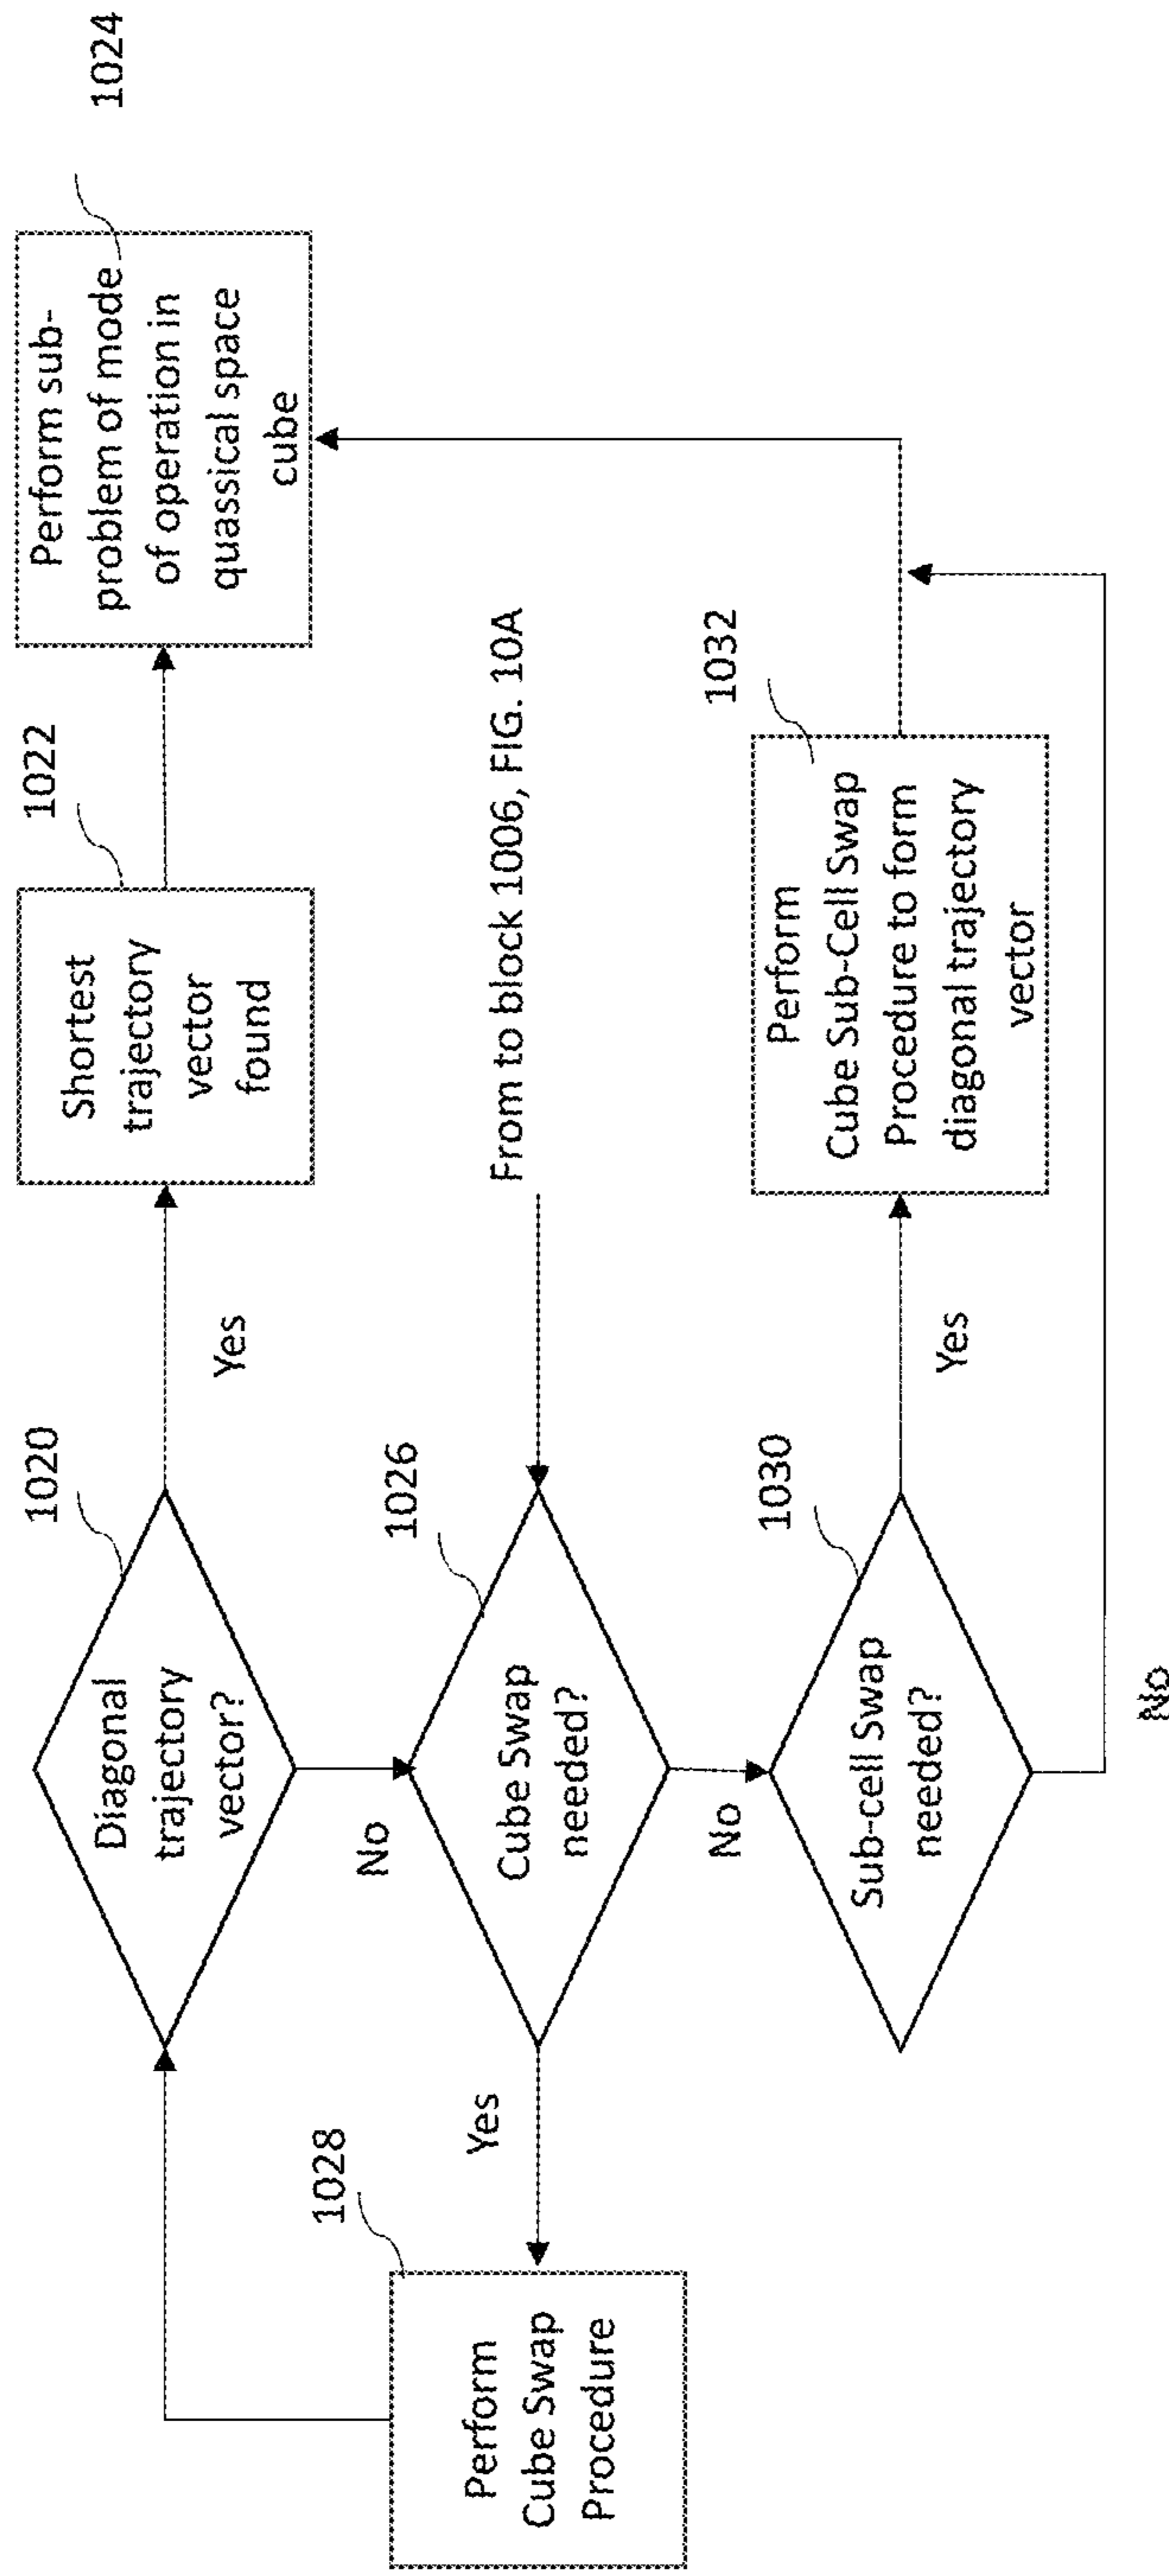 1020
Diagonal
trajectory
vector?
Yes
1022
Shortest
trajectory
vector
found
1024
Perform sub-
problem of mode
of operation in
quassical space
cube
No
From to block 1006, FIG. 10A
1028
Perform
Cube Swap
Procedure
Yes
1026
Cube Swap
needed?
No
1030
Sub-cell Swap
needed?
Yes
1032
Perform
Cube Sub-Cell Swap
Procedure to form
diagonal trajectory
vector
No